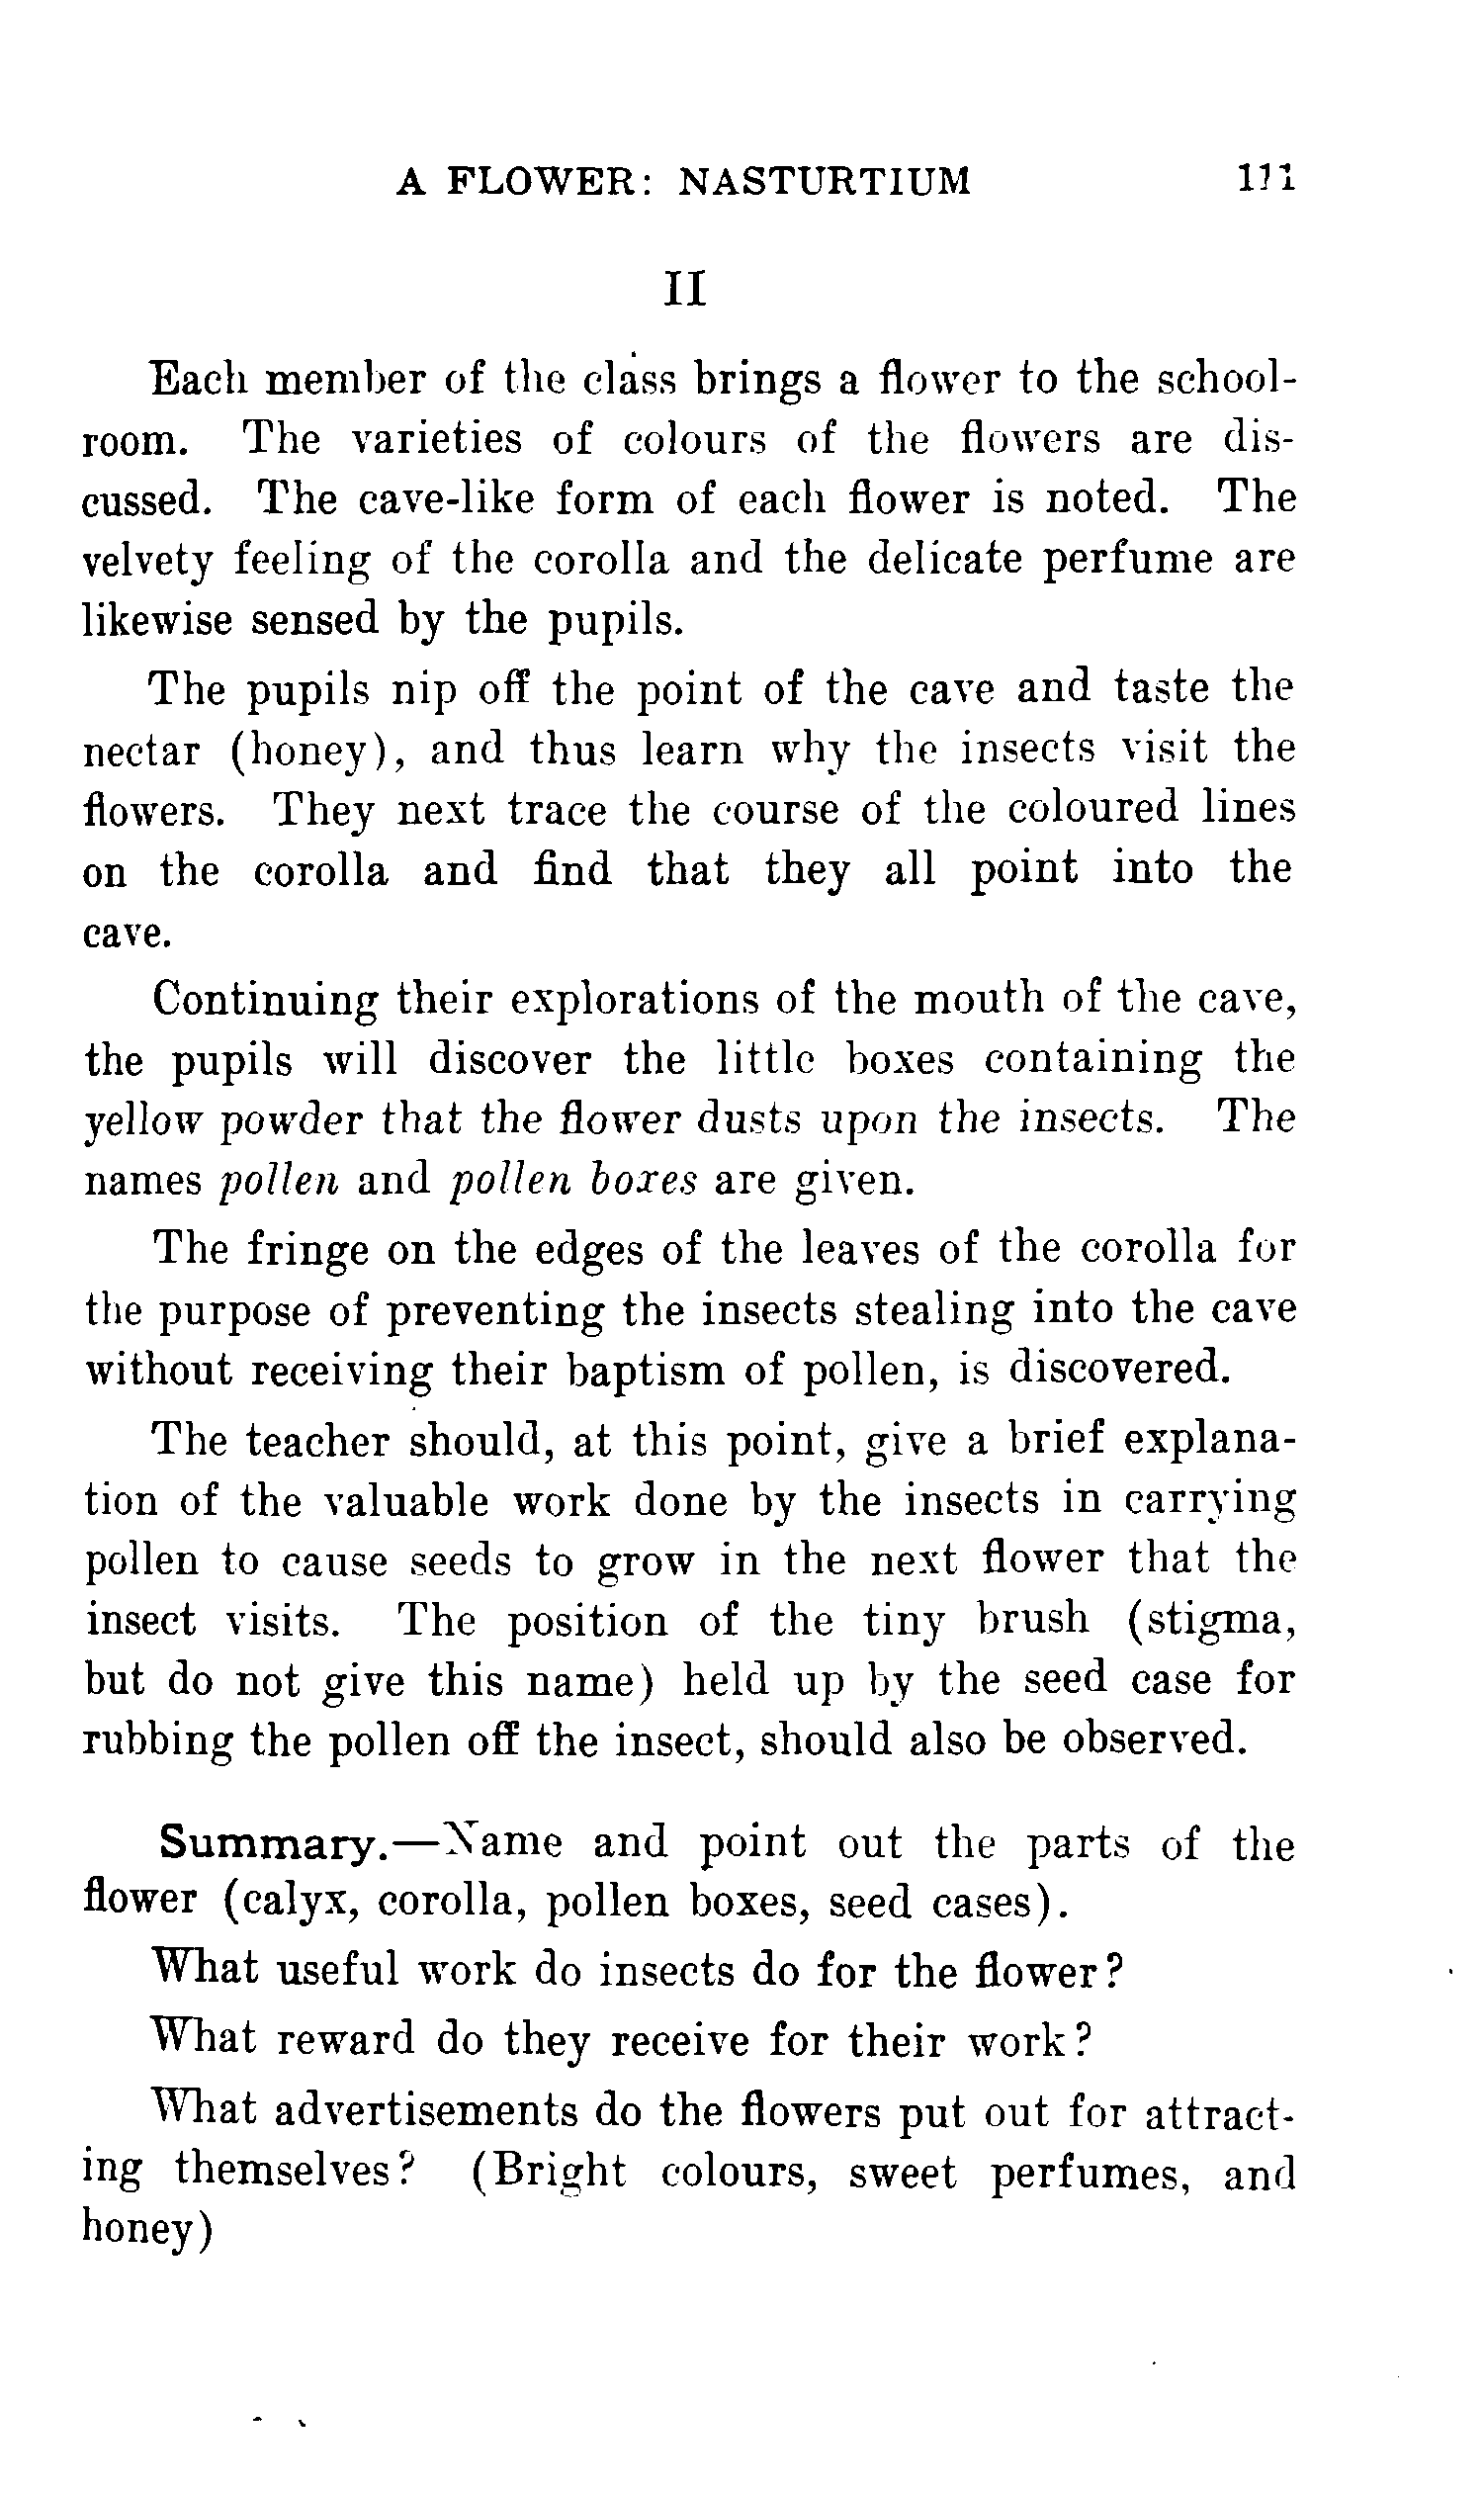 A FLOWER: NASTURTIUM 111
II
Each member of the class brings a flower to the school-
room. The varieties of colours of the flowers are dis-
cussed. The cave-like form of each flower is noted. The
velvety feeling of the corolla and the delicate perfume are
likewise sensed by the pupils.
The pupils nip off the point of the cave and taste the
nectar (honey), and thus learn why the insects visit the
flowers. They next trace the course of the coloured lines
on the corolla and find that they all point into the
cave.
Continuing their explorations of the mouth of the cave,
the pupils will discover the little boxes containing the
yellow powder that the flower dusts upon the insects. The
names pollen and pollen boxes are given.
The fringe on the edges of the leaves of the corolla for
the purpose of preventing the insects stealing into the cave
without receiving their baptism of pollen, is discovered.
The teacher should, at this point, give a brief explana-
tion of the valuable work done by the insects in carrying
pollen to cause seeds to grow in the next flower that the
insect visits. The position of the tiny brush (stigma,
but do not give this name) held up by the seed case for
rubbing the pollen off the insect, should also be observed.
Summary.—Name and point out the parts of the
flower (calyx, corolla, pollen boxes, seed cases).
What useful work do insects do for the flower?
What reward do they receive for their work?
What advertisements do the flowers put out for attract-
ing themselves? (Bright colours, sweet perfumes, and
honey)